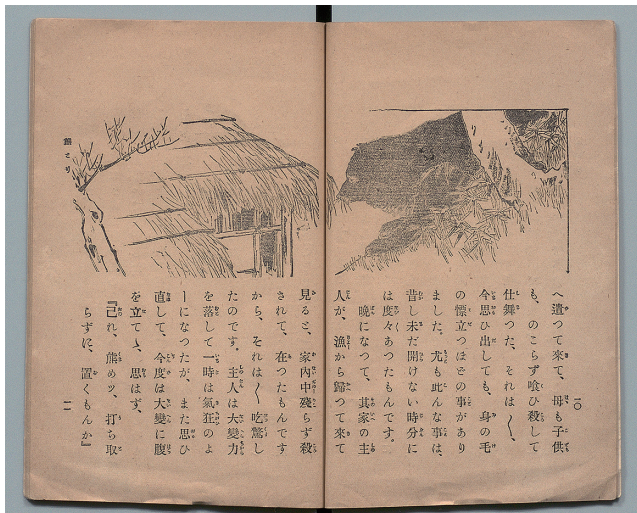 一〇
へ遣つて來て、母も子供
も、のこらず喰ひ殺して
仕舞つた、それは〳〵、
今思ひ出しても、身の毛
の慄立つほどの事があり
ました。尤も此んな事は、
昔し未だ開けない時分に
は度々あつたもんです。
晩になつて、其家の主
人が、漁から歸つて來て
見ると、家內中殘らず殺
されて、在つたもんです
から、それは〳〵吃驚し
たのです。主人は大變力
を落して一時は氣狂のよ
ーになつたが、また思ひ
直して、今度は大變に腹
を立てゝ、思はず、
『己れ、熊めッ、打ち取
らずに、置くもんか』
一一